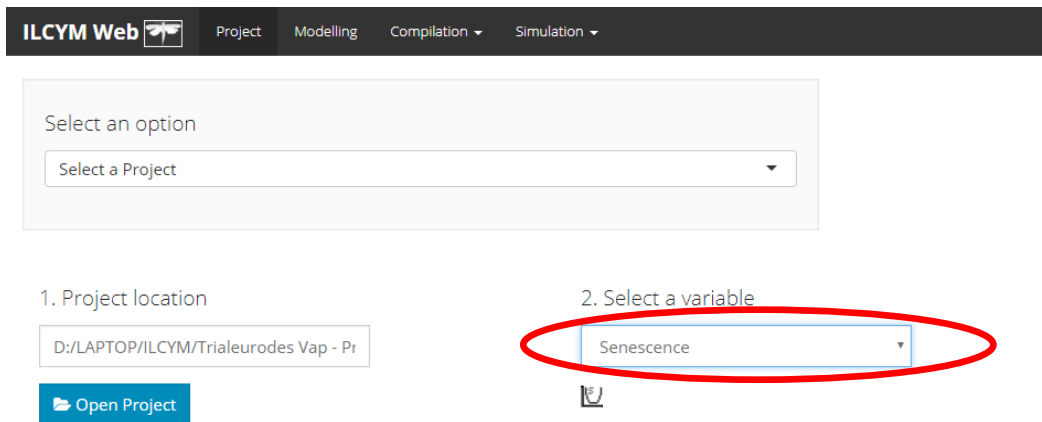 ILCYM Web Project Modelling Compilation Simulation
Select an option
Select a Project
1. Project location
2. Select a variable
D:/LAPTOP/ILCYM/Trialeurodes Vap - Pr
Senescence
Open Project